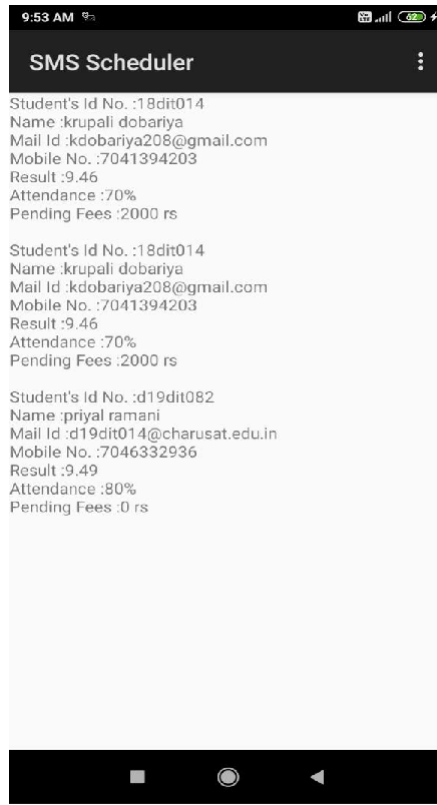 9:53 AM
62
SMS Scheduler
Student's Id No. :18dit014
Name :krupali dobariya
Mail Id :kdobariya208@gmail.com
Mobile No. :7041394203
Result :9.46
Attendance :70%
Pending Fees :2000 rs
Student's Id No. :18dit014
Name :krupali dobariya
Mail Id :kdobariya208@gmail.com
Mobile No. :7041394203
Result :9.46
Attendance :70%
Pending Fees :2000 rs
Student's Id No. :d19dit082
Name :priyal ramani
Mail Id :d19dit014@charusat.edu.in
Mobile No. :7046332936
Result :9.49
Attendance :80%
Pending Fees :0 rs